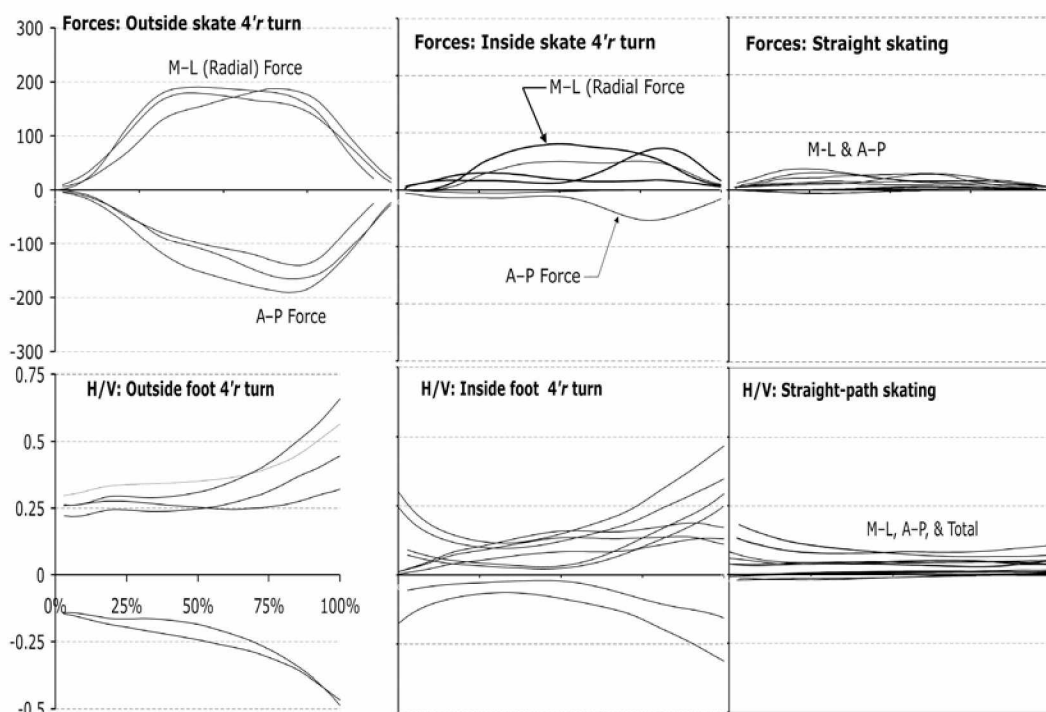 Forces: Outside skate 4'r turn
300
200
100
0
-100
-200
-300
M–L (Radial) Force
A–P Force
Forces: Inside skate 4'r turn
M–L (Radial Force
A–P Force
Forces: Straight skating
M-L & A–P
H/V: Outside foot 4'r turn
0.75
0.5
0.25
0
-0.25
-0.5
0% 25% 50% 75% 100%
H/V: Inside foot 4'r turn
H/V: Straight-path skating
M–L, A–P, & Total